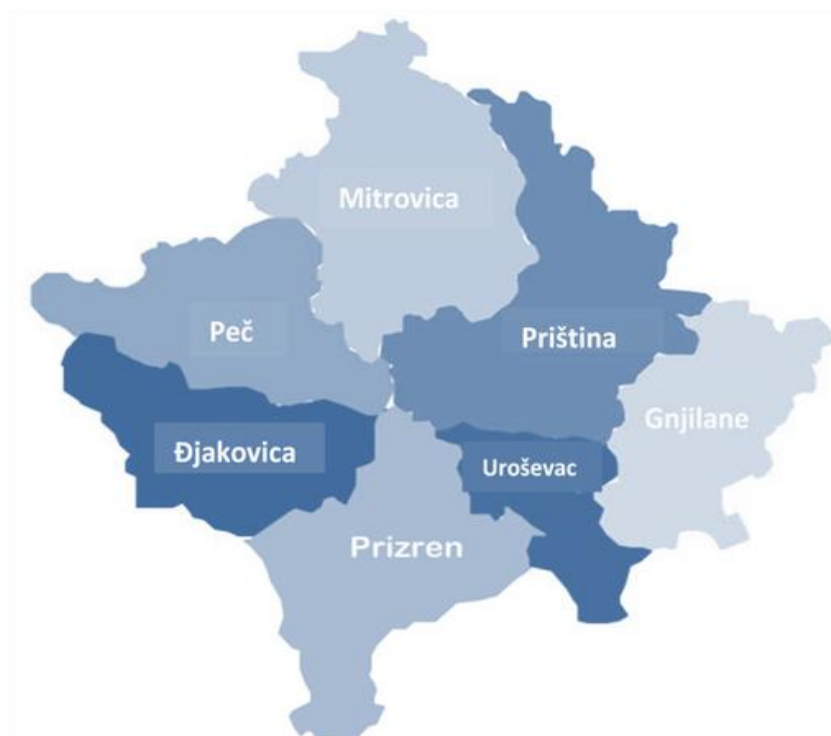 Mitrovica
Peč
Priština
Gnjilane
Đjakovica
Uroševac
Prizren